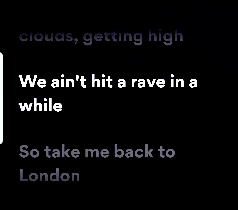 clouds, getting high
We ain't hit a rave in a
while
So take me back to
London